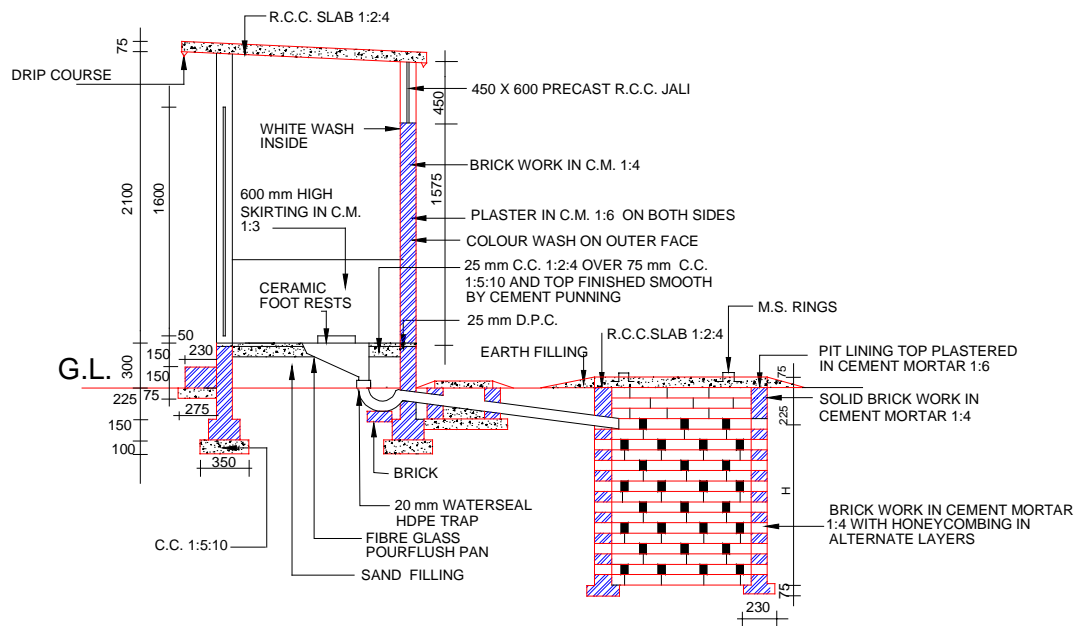 R.C.C. SLAB 1:2:4
75
DRIP COURSE
450 X 600 PRECAST R.C.C. JALI
450
WHITE WASH
INSIDE
BRICK WORK IN C.M. 1:4
2100
1600
1575
600 mm HIGH
SKIRTING IN C.M.
1:3
PLASTER IN C.M. 1:6 ON BOTH SIDES
COLOUR WASH ON OUTER FACE
25 mm C.C. 1:2:4 OVER 75 mm C.C.
1:5:10 AND TOP FINISHED SMOOTH
BY CEMENT PUNNING
CERAMIC
FOOT RESTS
25 mm D.P.C.
M.S. RINGS
R.C.C.SLAB 1:2:4
EARTH FILLING
PIT LINING TOP PLASTERED
IN CEMENT MORTAR 1:6
50
150
230
300
150
G.L.
75
75
225
275
SOLID BRICK WORK IN
CEMENT MORTAR 1:4
225
150
100
350
BRICK
H
20 mm WATERSEAL
HDPE TRAP
BRICK WORK IN CEMENT MORTAR
1:4 WITH HONEYCOMBING IN
ALTERNATE LAYERS
FIBRE GLASS
POURFLUSH PAN
C.C. 1:5:10
SAND FILLING
75
230